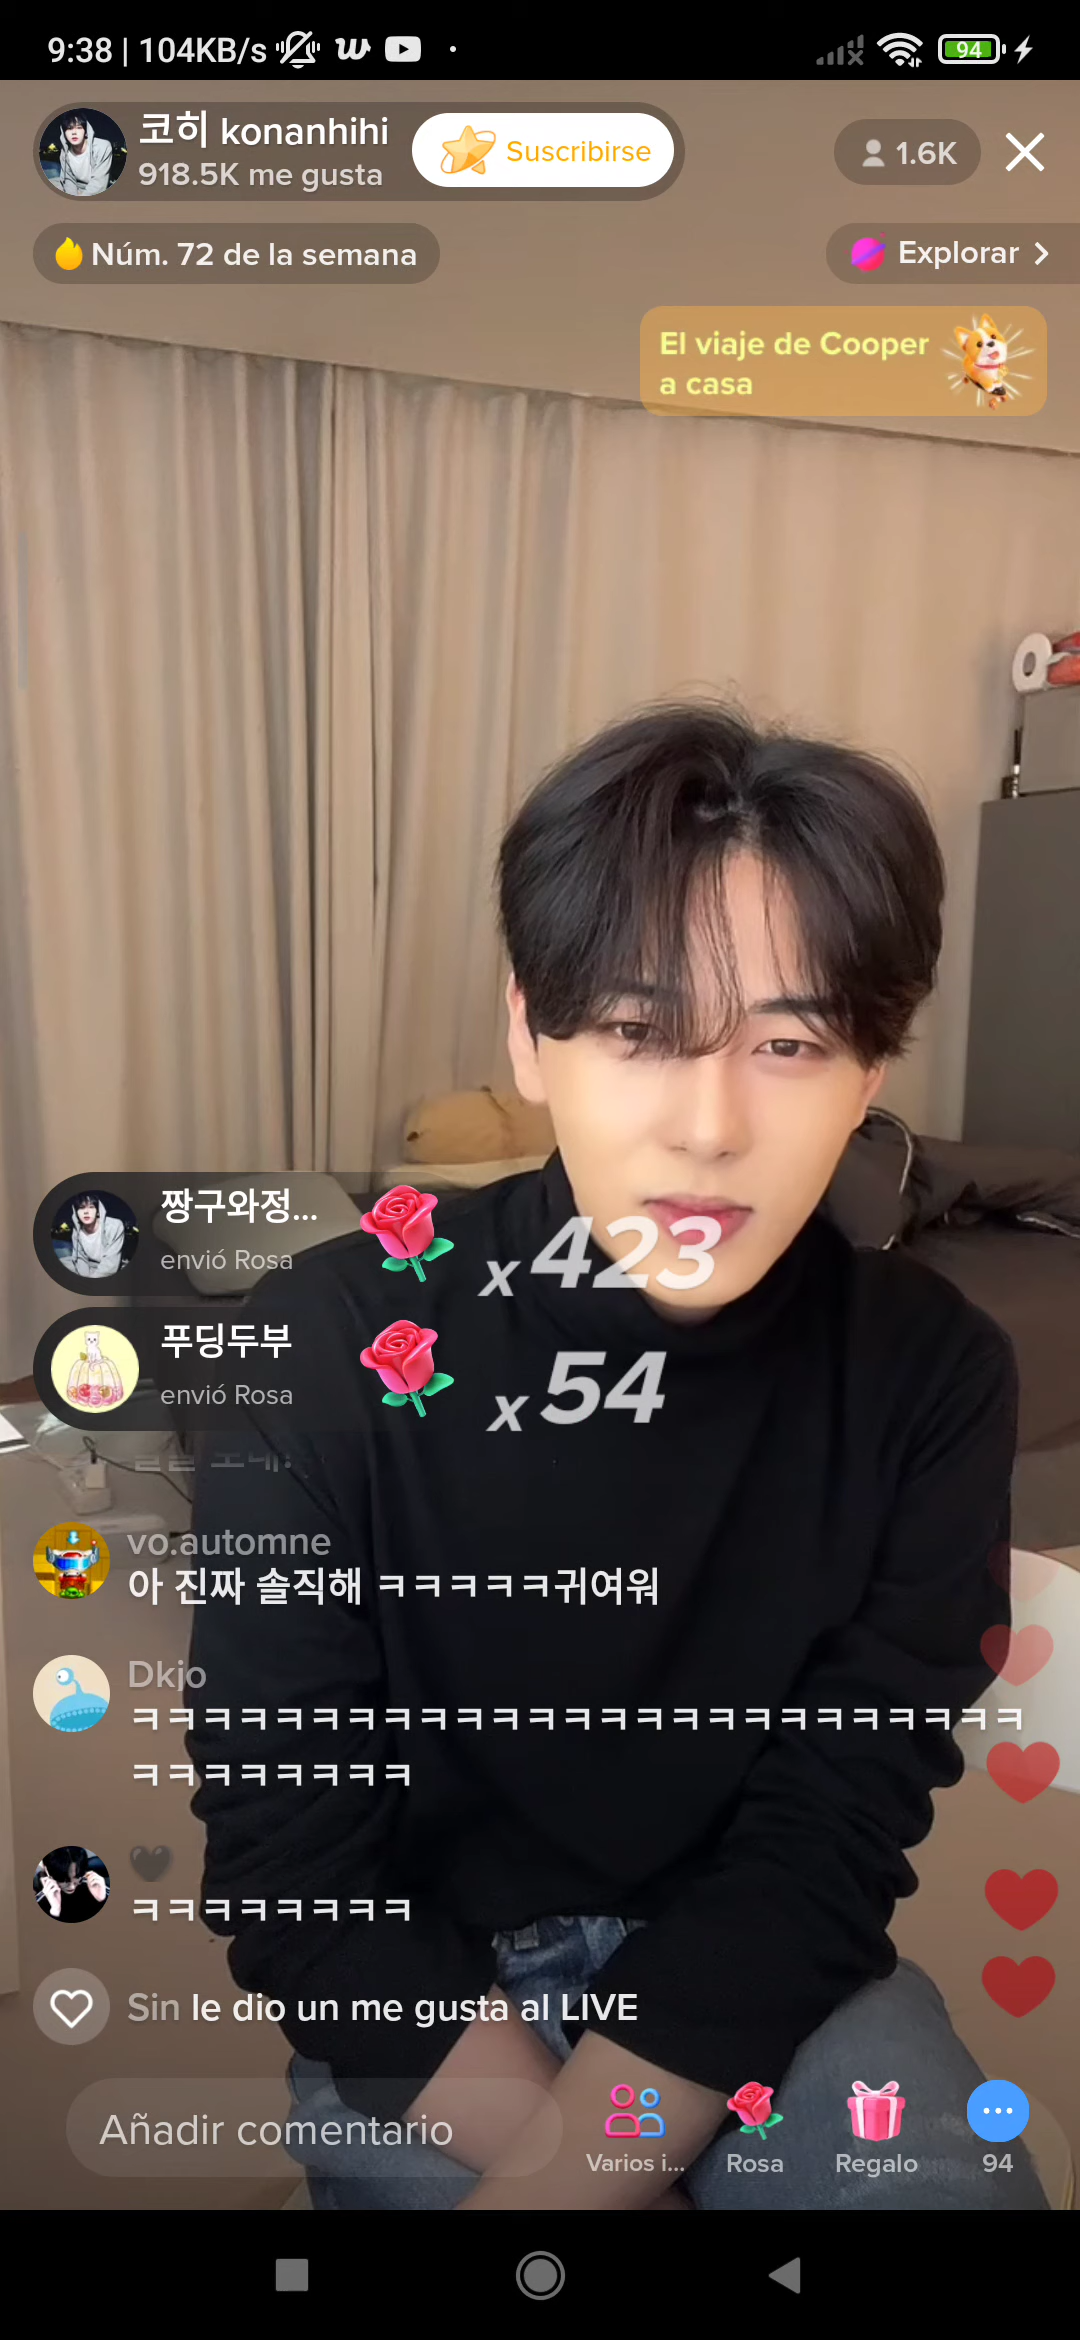 9:38 | 104KB/s
94
코히 konanhihi
918.5K me gusta
Suscribirse
1.6K
Núm. 72 de la semana
Explorar
El viaje de Cooper
a casa
짱구와정...
envió Rosa
x 423
푸딩두부
envió Rosa
x 54
vo.automne
아 진짜 솔직해 ㅋㅋㅋㅋㅋ귀여워
Dkjo
ㅋㅋㅋㅋㅋㅋㅋㅋㅋㅋㅋㅋㅋㅋㅋㅋㅋㅋㅋㅋㅋㅋㅋㅋㅋ
ㅋㅋㅋㅋㅋㅋㅋㅋ
🖤
ㅋㅋㅋㅋㅋㅋㅋㅋ
Sin le dio un me gusta al LIVE
Añadir comentario
Varios i...
Rosa
Regalo
94